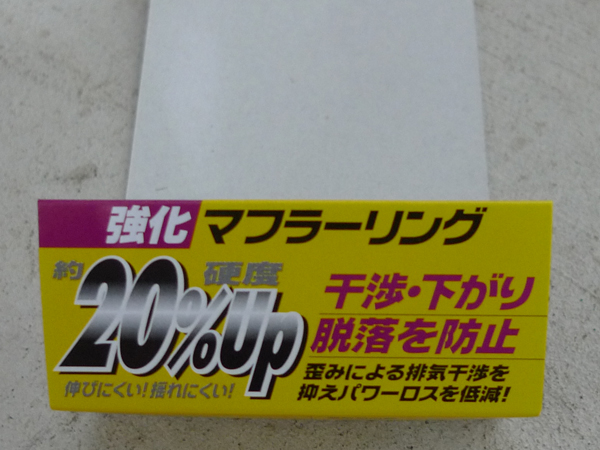 強化 マフラーリング
約 硬度
20%Up
伸びにくい!揺れにくい!
干渉・下がり
脱落を防止
歪みによる排気干渉を
抑えパワーロスを低減!